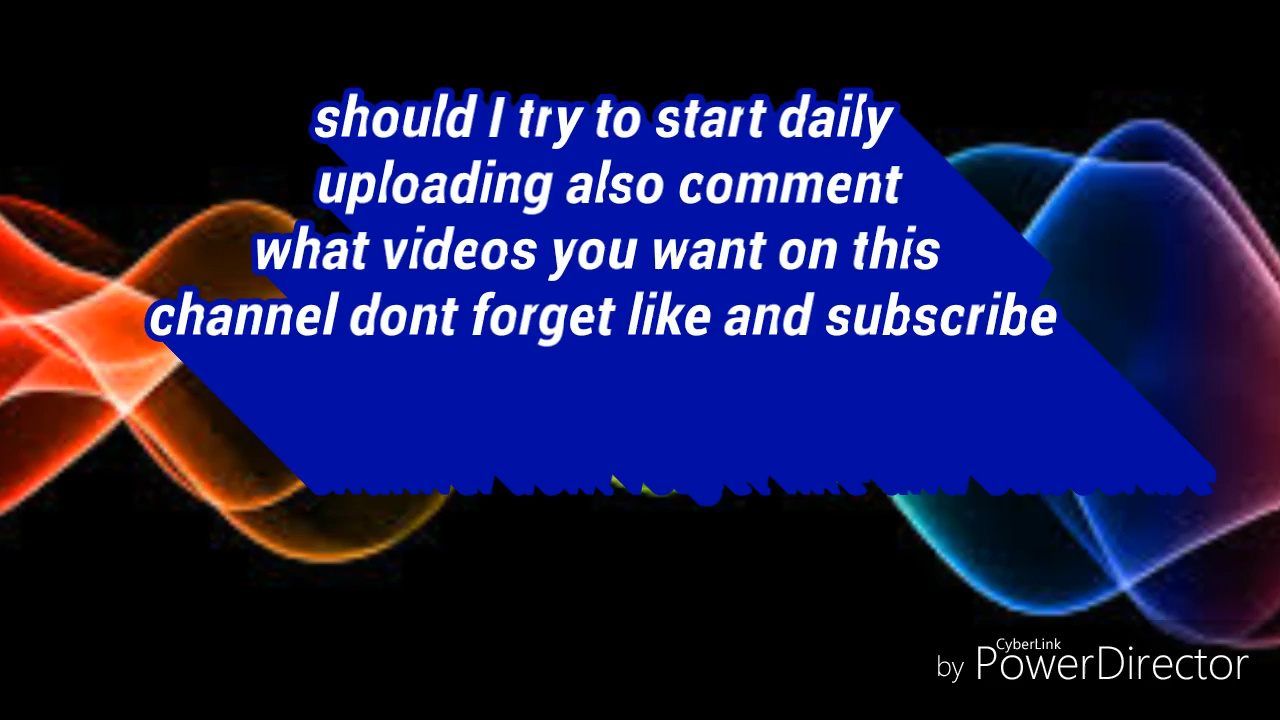 should I try to start daily
uploading also comment
what videos you want on this
channel dont forget like and subscribe
CyberLink
by PowerDirector